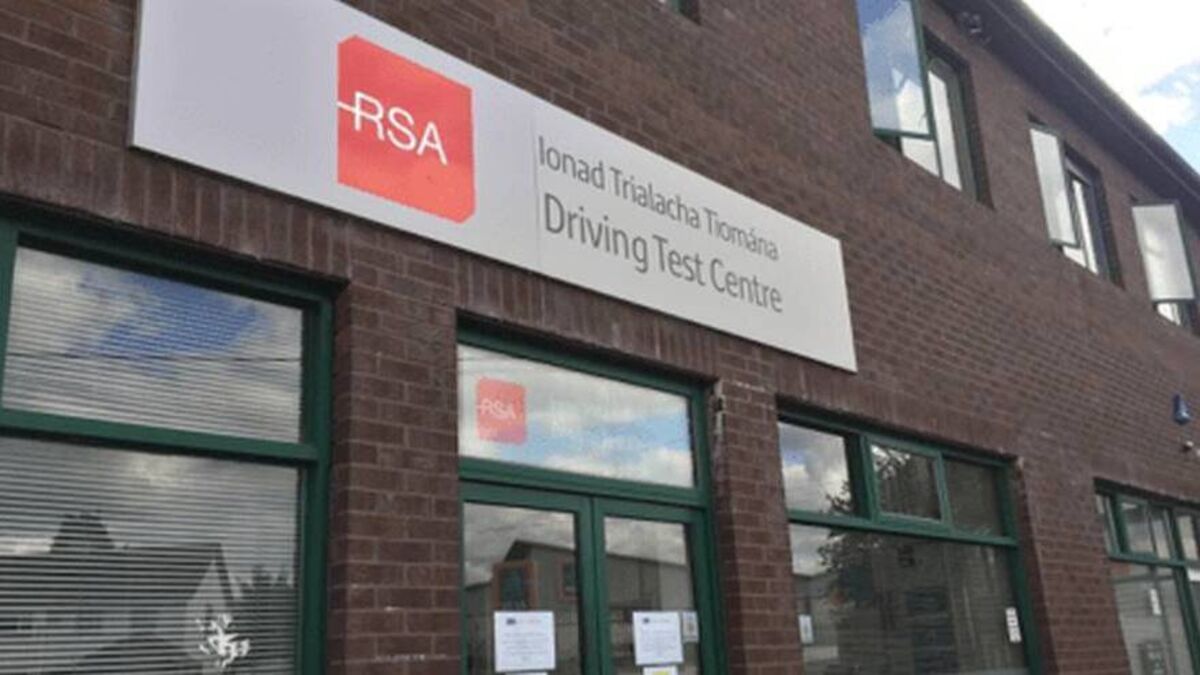 RSA
Ionad Trialacha Tiomána
Driving Test Centre
RSA